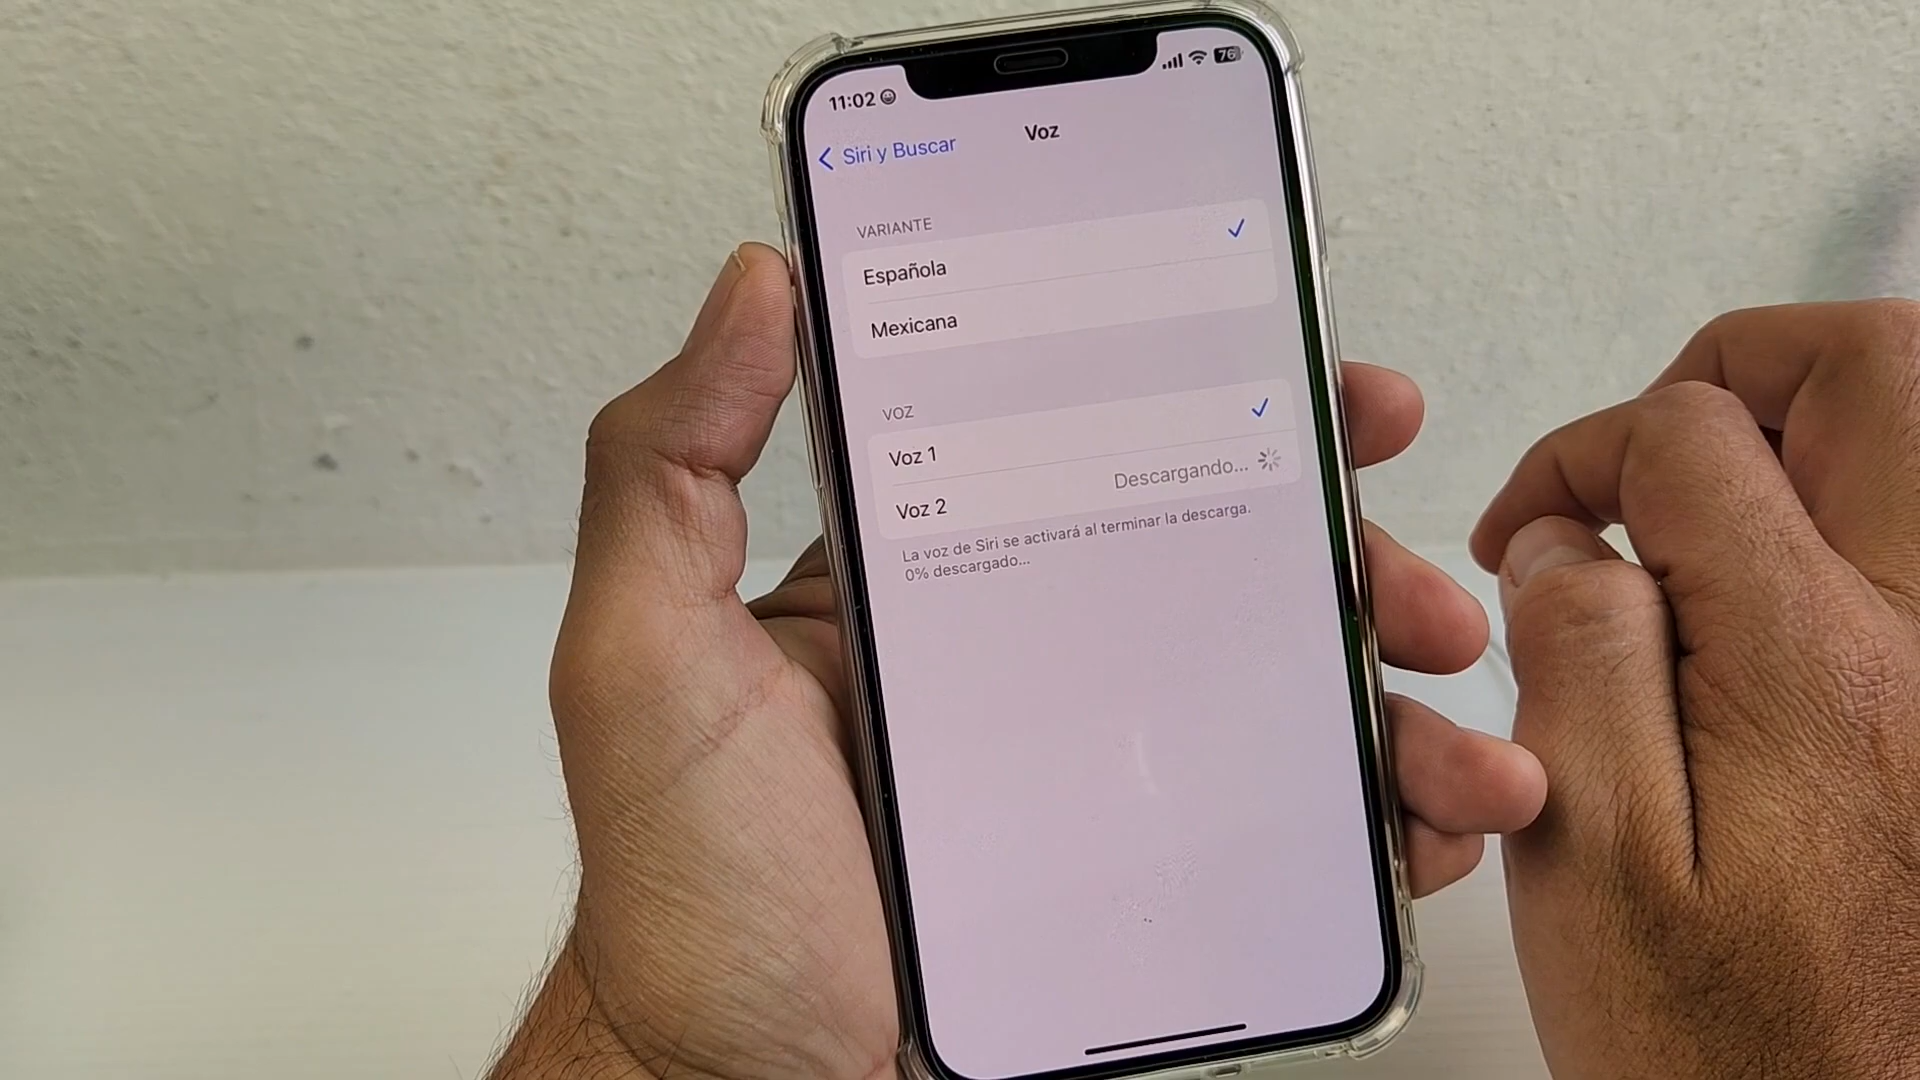 11:02
76
Siri y Buscar
Voz
VARIANTE
Española
Mexicana
VOZ
Voz 1
Voz 2 Descargando...
La voz de Siri se activará al terminar la descarga.
0% descargado...